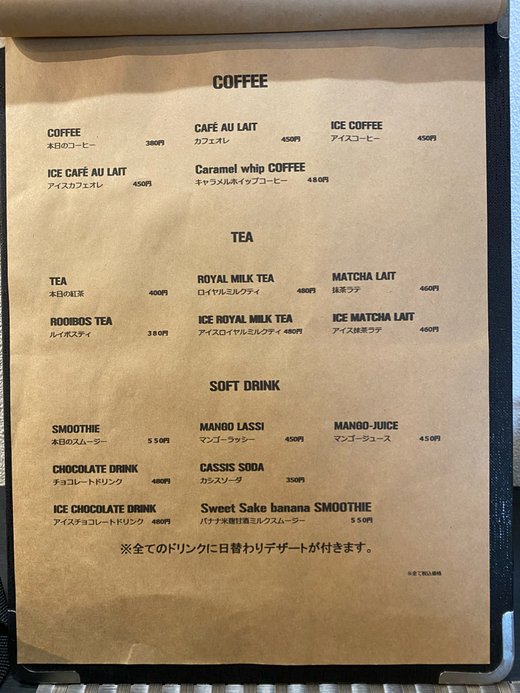 COFFEE
COFFEE
本日のコーヒー 380円
CAFÉ AU LAIT
カフェオレ 450円
ICE COFFEE
アイスコーヒー 450円
ICE CAFÉ AU LAIT
アイスカフェオレ 450円
Caramel whip COFFEE
キャラメルホイップコーヒー 480円
TEA
TEA
本日の紅茶 400円
ROYAL MILK TEA
ロイヤルミルクティ 480円
MATCHA LAIT
抹茶ラテ 460円
ROOIBOS TEA
ルイボスティ 380円
ICE ROYAL MILK TEA
アイスロイヤルミルクティ 480円
ICE MATCHA LAIT
アイス抹茶ラテ 460円
SOFT DRINK
SMOOTHIE
本日のスムージー 550円
MANGO LASSI
マンゴーラッシー 450円
MANGO-JUICE
マンゴージュース 450円
CHOCOLATE DRINK
チョコレートドリンク 480円
CASSIS SODA
カシスソーダ 350円
ICE CHOCOLATE DRINK
アイスチョコレートドリンク 480円
Sweet Sake banana SMOOTHIE
バナナ米麹甘酒ミルクスムージー 550円
※全てのドリンクに日替わりデザートが付きます。
※全て税込価格